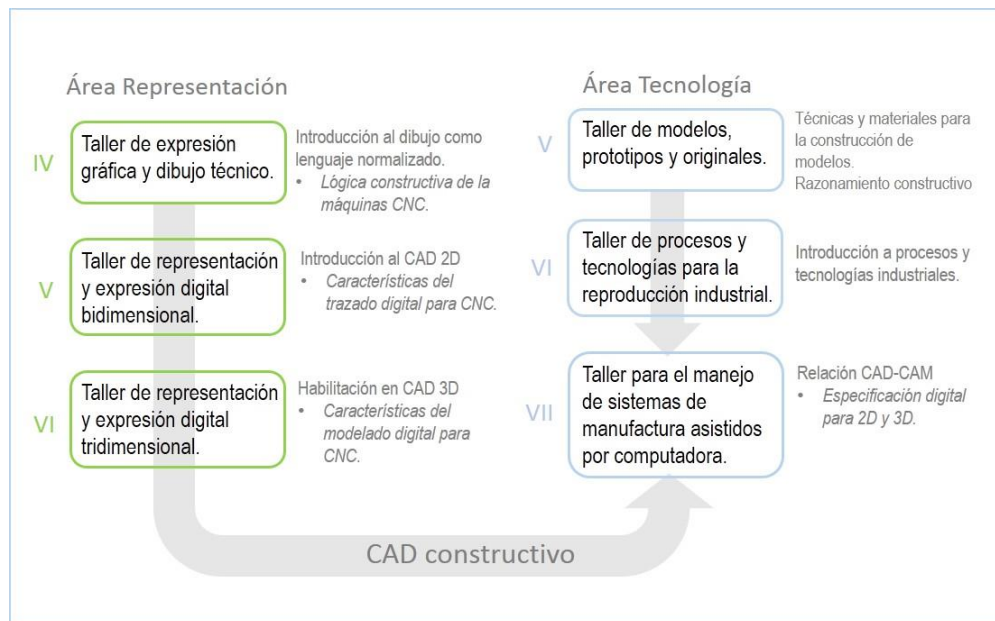 Área Representación
IV
Taller de expresión
gráfica y dibujo técnico.
Introducción al dibujo como
lenguaje normalizado.
• Lógica constructiva de la
máquinas CNC.
V
Taller de representación
y expresión digital
bidimensional.
Introducción al CAD 2D
• Características del
trazado digital para CNC.
VI
Taller de representación
y expresión digital
tridimensional.
Habilitación en CAD 3D
• Características del
modelado digital para
CNC.
Área Tecnología
V
Taller de modelos,
prototipos y originales.
Técnicas y materiales para
la construcción de
modelos.
Razonamiento constructivo
VI
Taller de procesos y
tecnologías para la
reproducción industrial.
Introducción a procesos y
tecnologías industriales.
VII
Taller para el manejo
de sistemas de
manufactura asistidos
por computadora.
Relación CAD-CAM
• Especificación digital
para 2D y 3D.
CAD constructivo